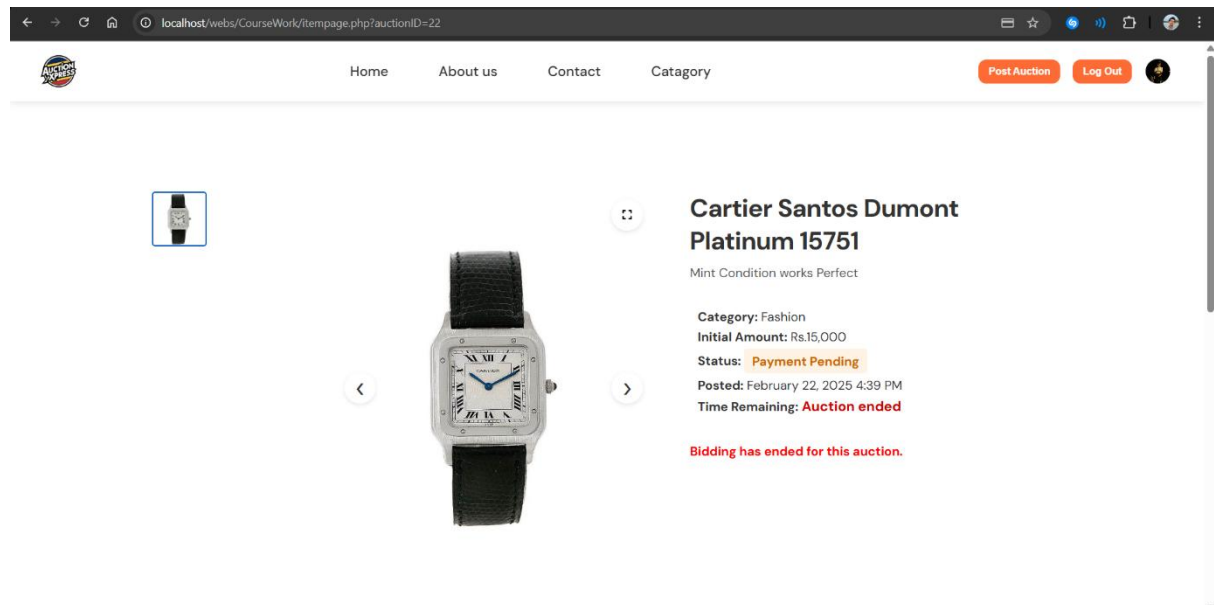 localhost/webs/CourseWork/itempage.php?auctionID=22
AUCTION
XPRESS
Home About us Contact Catagory Post Auction Log Out
Cartier Santos Dumont
Platinum 15751
Mint Condition works Perfect
Category: Fashion
Initial Amount: Rs.15,000
Status: Payment Pending
Posted: February 22, 2025 4:39 PM
Time Remaining: Auction ended
Bidding has ended for this auction.